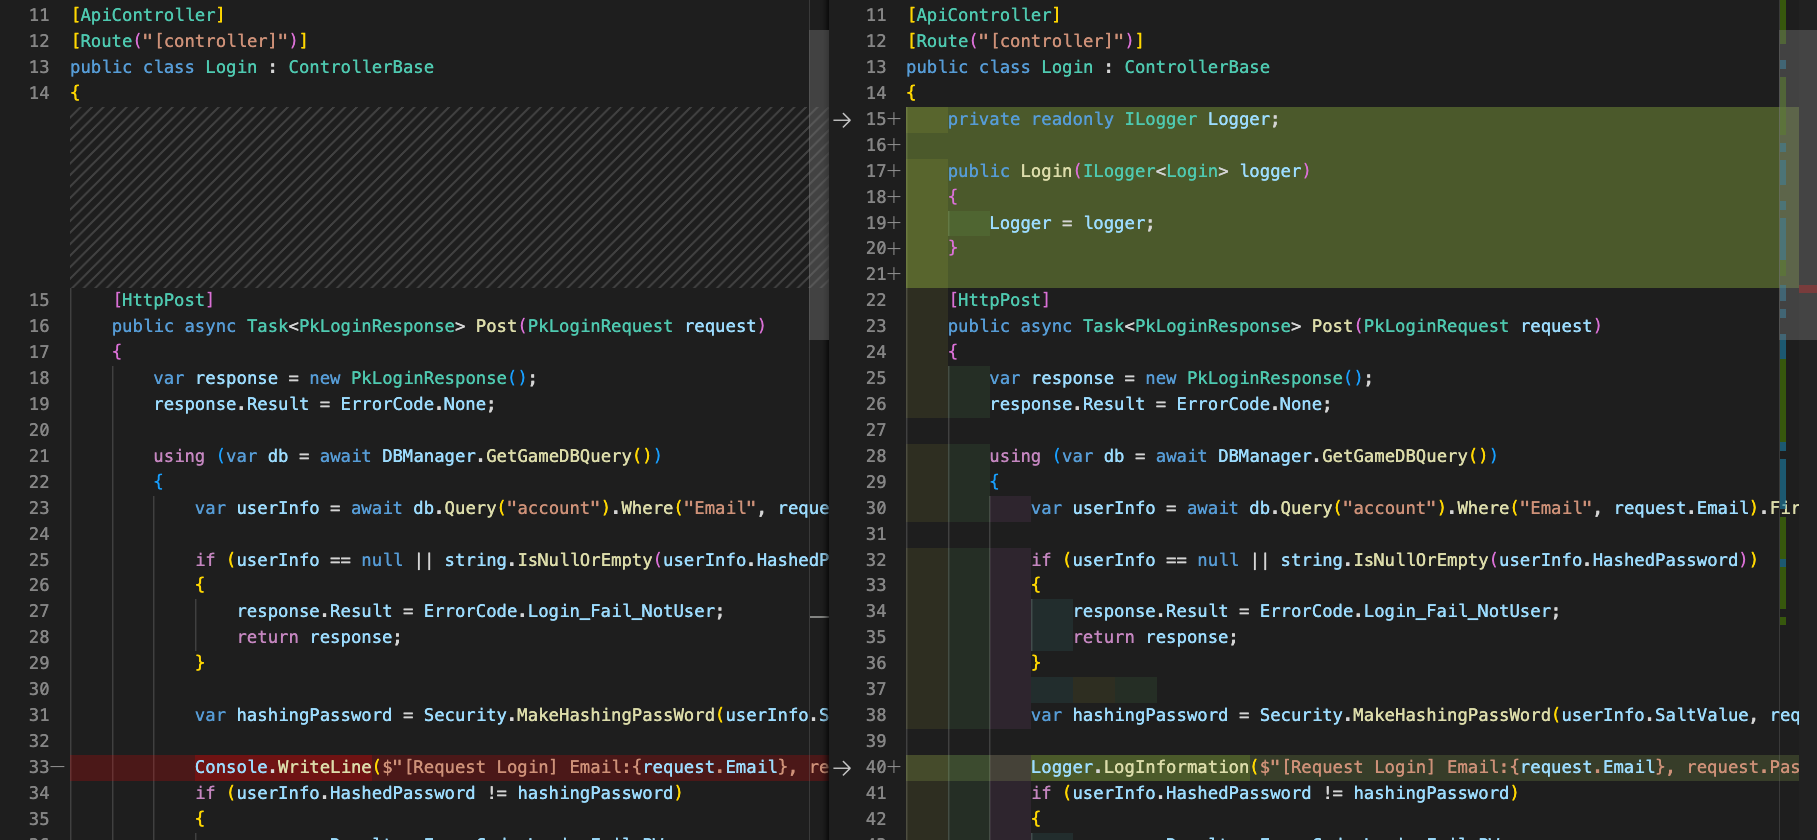 11 [ApiController]
12 [Route("[controller]")]
13 public class Login : ControllerBase
14 {
15 [HttpPost]
16 public async Task<PkLoginResponse> Post(PkLoginRequest request)
17 {
18 var response = new PkLoginResponse();
19 response.Result = ErrorCode.None;
20
21 using (var db = await DBManager.GetGameDBQuery())
22 {
23 var userInfo = await db.Query("account").Where("Email", reque
24
25 if (userInfo == null || string.IsNullOrEmpty(userInfo.HashedP
26 {
27 response.Result = ErrorCode.Login_Fail_NotUser;
28 return response;
29 }
30
31 var hashingPassword = Security.MakeHashingPassWord(userInfo.S
32
33— Console.WriteLine($"[Request Login] Email:{request.Email}, re
34 if (userInfo.HashedPassword != hashingPassword)
35 {
11 [ApiController]
12 [Route("[controller]")]
13 public class Login : ControllerBase
14 {
→ 15+ private readonly ILogger Logger;
16+
17+ public Login(ILogger<Login> logger)
18+ {
19+ Logger = logger;
20+ }
21+
22 [HttpPost]
23 public async Task<PkLoginResponse> Post(PkLoginRequest request)
24 {
25 var response = new PkLoginResponse();
26 response.Result = ErrorCode.None;
27
28 using (var db = await DBManager.GetGameDBQuery())
29 {
30 var userInfo = await db.Query("account").Where("Email", request.Email).Fir
31
32 if (userInfo == null || string.IsNullOrEmpty(userInfo.HashedPassword))
33 {
34 response.Result = ErrorCode.Login_Fail_NotUser;
35 return response;
36 }
37
38 var hashingPassword = Security.MakeHashingPassWord(userInfo.SaltValue, req
39
→ 40+ Logger.LogInformation($"[Request Login] Email:{request.Email}, request.Pas
41 if (userInfo.HashedPassword != hashingPassword)
42 {